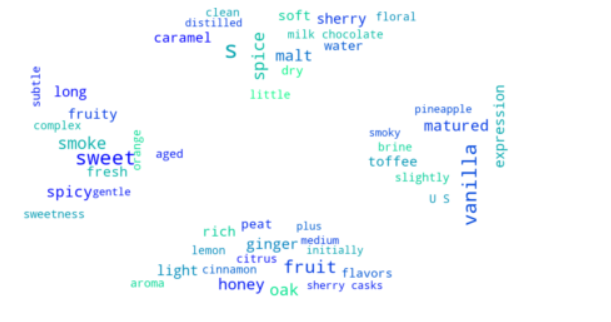 clean
distilled
caramel
S
spice
soft
sherry
floral
milk chocolate
water
malt
dry
little
subtle
long
fruity
complex
smoke
orange
sweet
aged
fresh
spicy
gentle
sweetness
pineapple
expression
matured
smoky
brine
toffee
vanilla
slightly
U S
peat
plus
rich
ginger
medium
lemon
initially
citrus
light
cinnamon
fruit
flavors
aroma
honey
oak
sherry casks